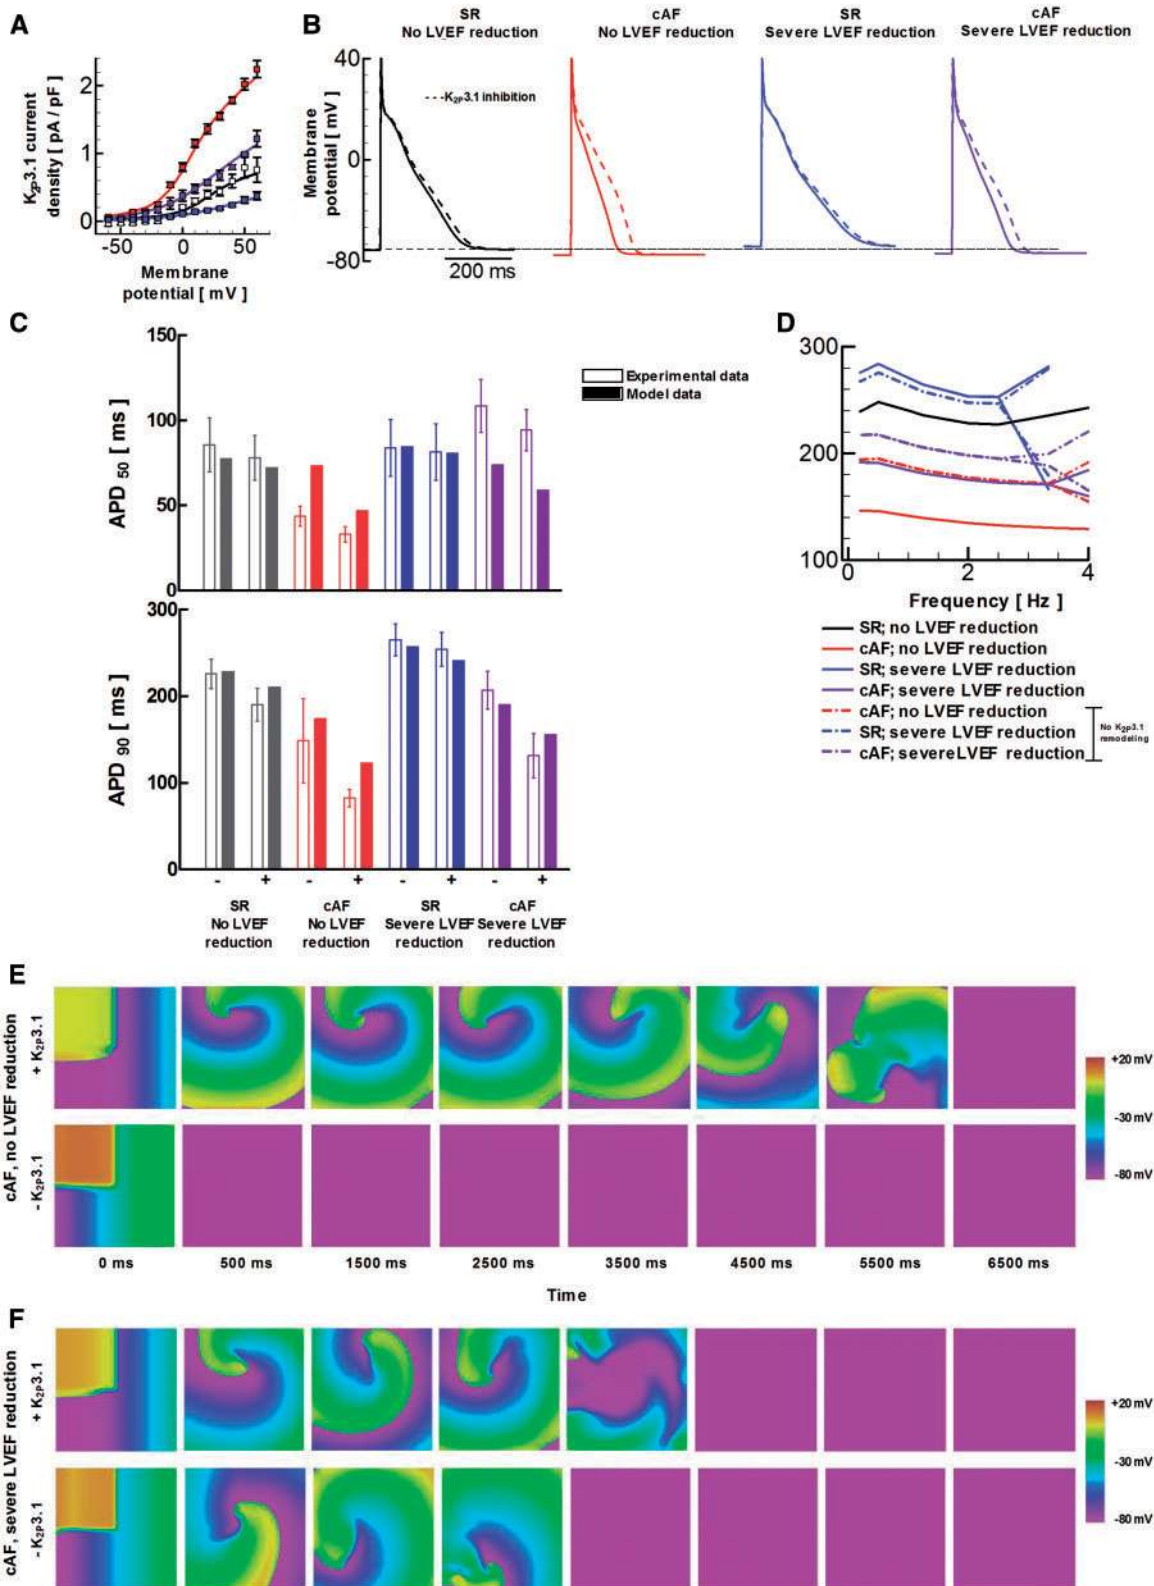 A
K2P3.1 current
density [ pA / pF ]
2
1
0
-50
0
50
Membrane
potential [ mV ]
B
SR
No LVEF reduction
cAF
No LVEF reduction
SR
Severe LVEF reduction
cAF
Severe LVEF reduction
Membrane
potential [ mV ]
40
0
-80
---K2P3.1 inhibition
200 ms
C
APD 50 [ ms ]
150
100
50
0
Experimental data
Model data
APD 90 [ ms ]
300
200
100
0
- + - + - + - +
SR
No LVEF
reduction
cAF
No LVEF
reduction
SR
Severe LVEF
reduction
cAF
Severe LVEF
reduction
D
300
200
100
0
2
4
Frequency [ Hz ]
SR; no LVEF reduction
cAF; no LVEF reduction
SR; severe LVEF reduction
cAF; severe LVEF reduction
cAF; no LVEF reduction
SR; severe LVEF reduction
cAF; severeLVEF reduction
No K2P3.1
remodeling
E
cAF, no LVEF reduction
+ K2P3.1
- K2P3.1
+20 mV
-30 mV
-80 mV
0 ms
500 ms
1500 ms
2500 ms
3500 ms
4500 ms
5500 ms
6500 ms
Time
F
cAF, severe LVEF reduction
+ K2P3.1
- K2P3.1
+20 mV
-30 mV
-80 mV